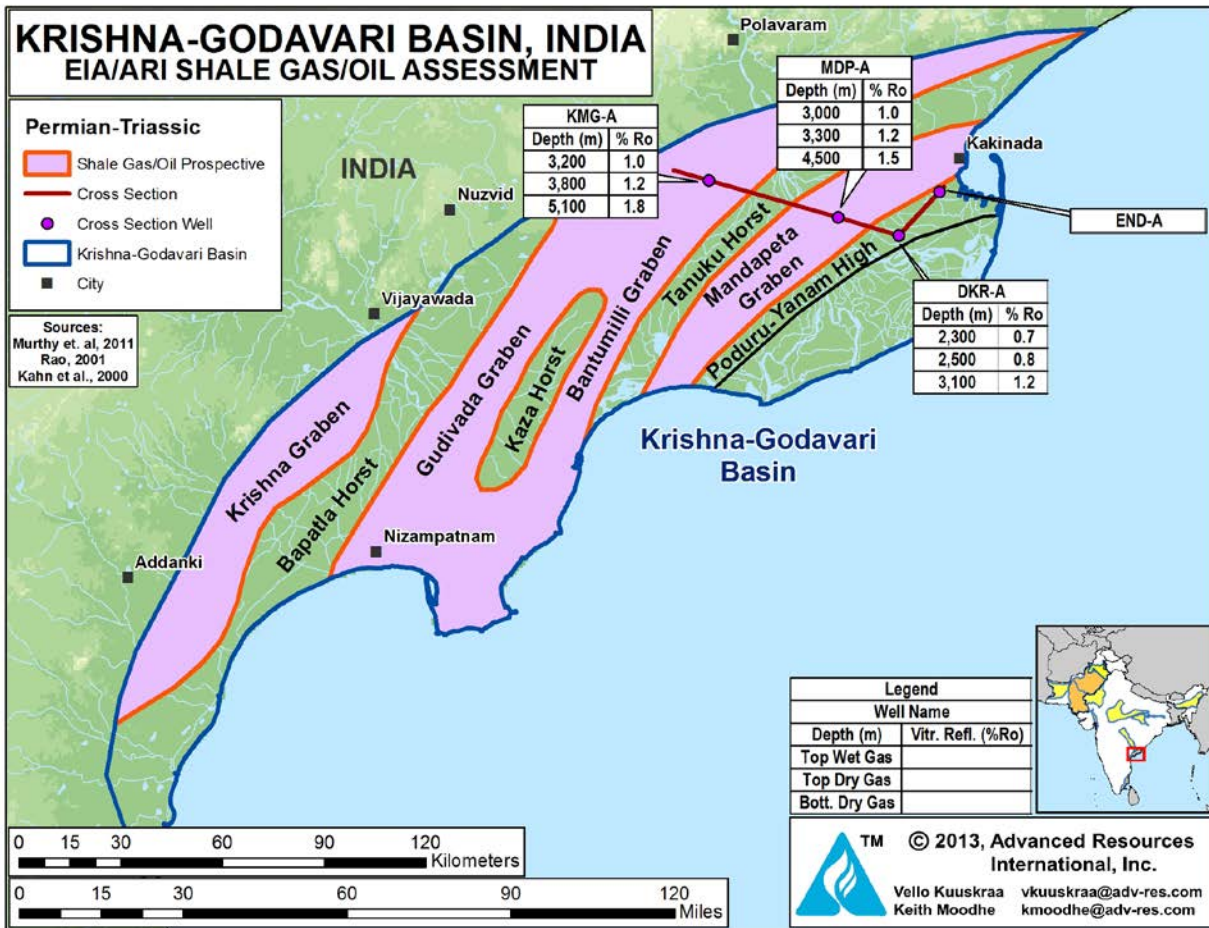 KRISHNA-GODAVARI BASIN, INDIA
EIA/ARI SHALE GAS/OIL ASSESSMENT
Permian-Triassic
Shale Gas/Oil Prospective
Cross Section
Cross Section Well
Krishna-Godavari Basin
City
Sources:
Murthy et. al, 2011
Rao, 2001
Kahn et al., 2000
Polavaram
MDP-A
Depth (m) % Ro
3,000 1.0
3,300 1.2
4,500 1.5
KMG-A
Depth (m) % Ro
3,200 1.0
3,800 1.2
5,100 1.8
INDIA
Nuzvid
Kakinada
END-A
DKR-A
Depth (m) % Ro
2,300 0.7
2,500 0.8
3,100 1.2
Vijayawada
Tanuku Horst
Mandapeta
Graben
Poduru-Yanam High
Bantumilli Graben
Gudivada Graben
Kaza Horst
Krishna Graben
Bapatla Horst
Krishna-Godavari
Basin
Nizampatnam
Addanki
Legend
Well Name
Depth (m) Vitr. Refl. (%Ro)
Top Wet Gas
Top Dry Gas
Bott. Dry Gas
0 15 30 60 90 120
Kilometers
0 15 30 60 90 120
Miles
TM
© 2013, Advanced Resources
International, Inc.
Vello Kuuskraa vkuuskraa@adv-res.com
Keith Moodhe kmoodhe@adv-res.com